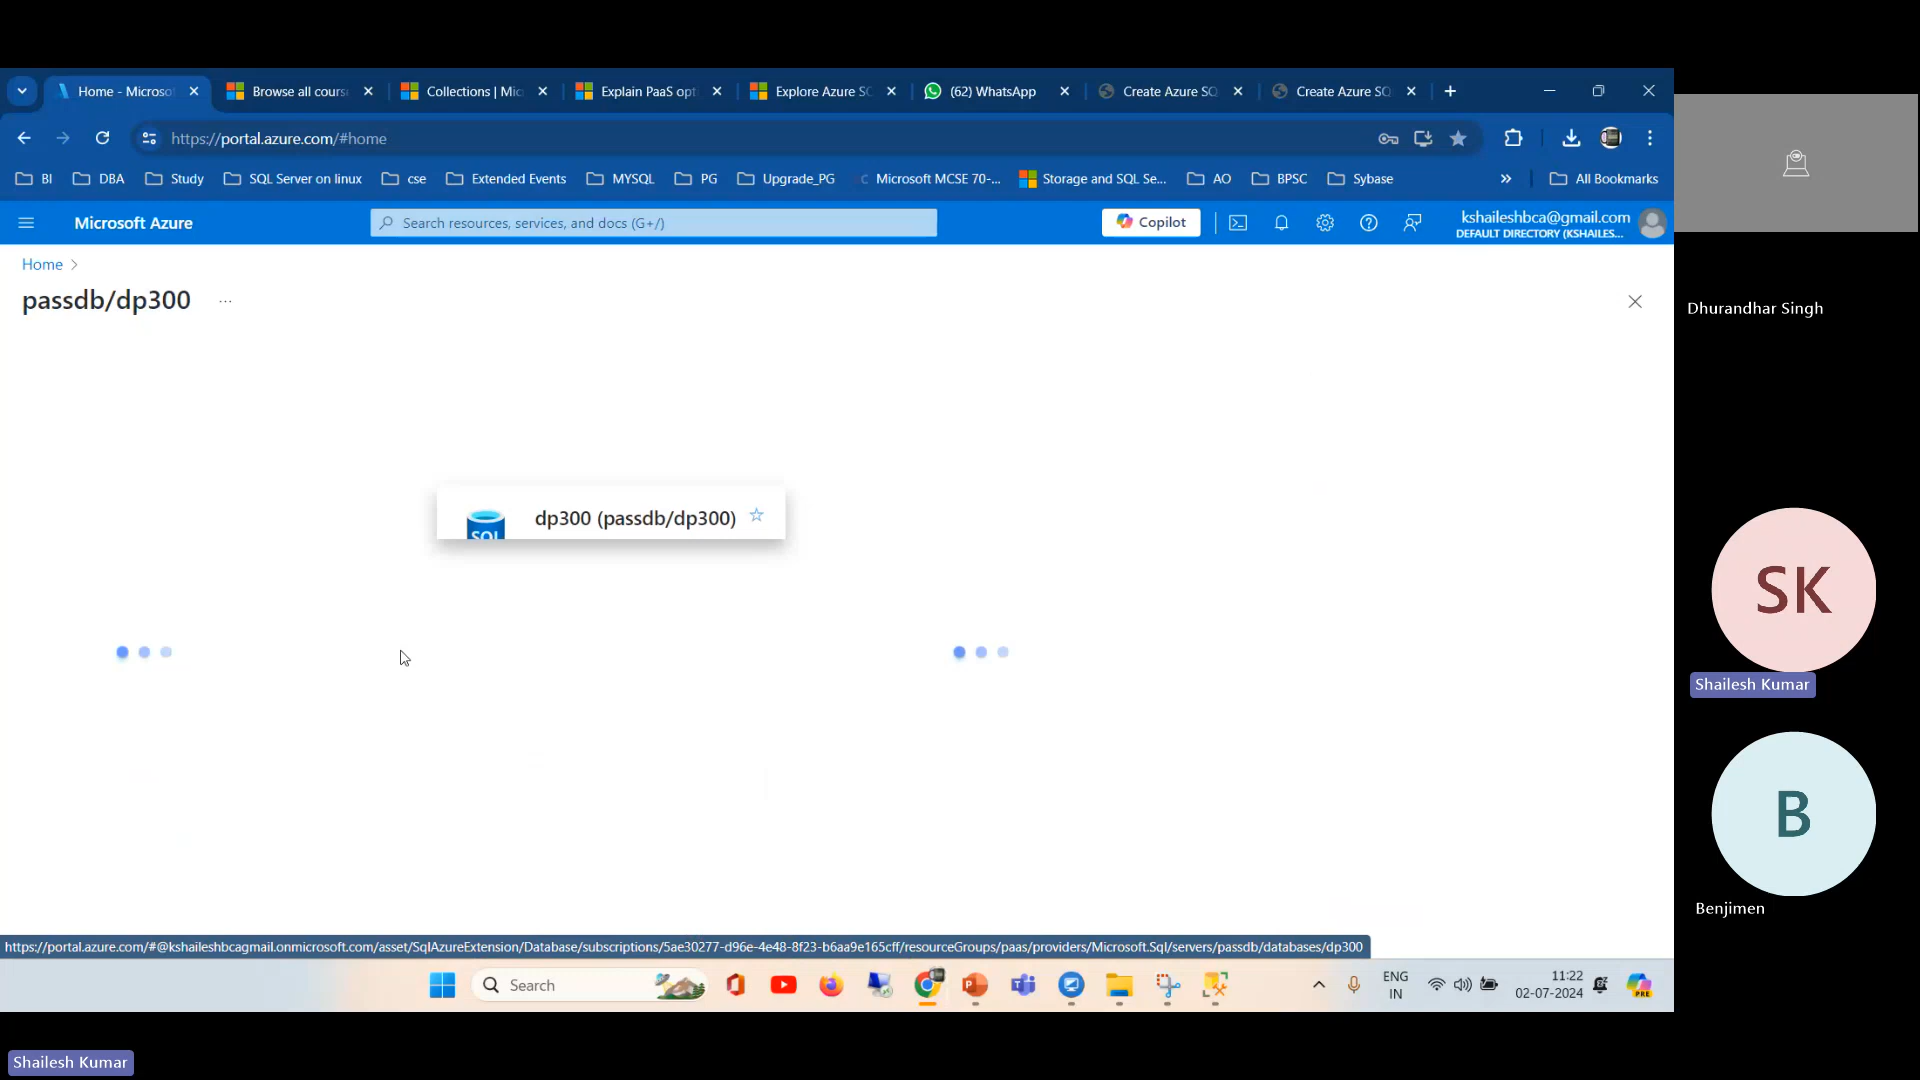 Home - Microso
Browse all cours
Collections | Mic
Explain PaaS opt
Explore Azure SQ
(62) WhatsApp
Create Azure SQ
Create Azure SQ
https://portal.azure.com/#home
BI
DBA
Study
SQL Server on linux
cse
Extended Events
MYSQL
PG
Upgrade_PG
Microsoft MCSE 70-...
Storage and SQL Se...
AO
BPSC
Sybase
»
All Bookmarks
Microsoft Azure
Search resources, services, and docs (G+/)
Copilot
kshaileshbca@gmail.com
DEFAULT DIRECTORY (KSHAILES...
Home >
passdb/dp300 ...
SQL
dp300 (passdb/dp300)
https://portal.azure.com/#@kshaileshbcagmail.onmicrosoft.com/asset/SqlAzureExtension/Database/subscriptions/5ae30277-d96e-4e48-8f23-b6aa9e165cff/resourceGroups/paas/providers/Microsoft.Sql/servers/passdb/databases/dp300
Search
PRE
ENG
IN
11:22
02-07-2024
Dhurandhar Singh
SK
Shailesh Kumar
B
Benjimen
Shailesh Kumar